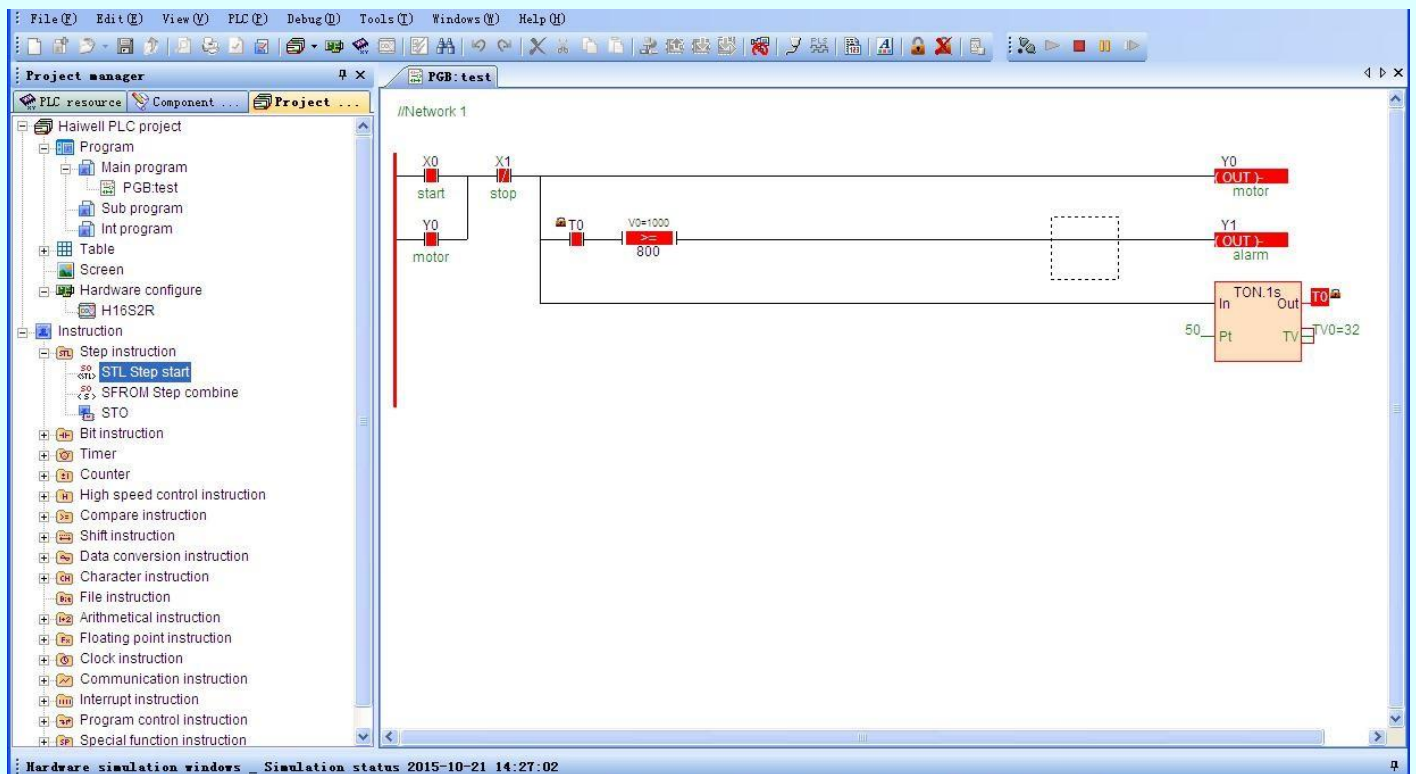 File(F) Edit(E) View(V) PLC(P) Debug(D) Tools(T) Windows(W) Help(H)
Project manager
PLC resource Component ... Project ...
Haiwell PLC project
Program
Main program
PGB:test
Sub program
Int program
Table
Screen
Hardware configure
H16S2R
Instruction
Step instruction
STL Step start
SFROM Step combine
STO
Bit instruction
Timer
Counter
High speed control instruction
Compare instruction
Shift instruction
Data conversion instruction
Character instruction
File instruction
Arithmetical instruction
Floating point instruction
Clock instruction
Communication instruction
Interrupt instruction
Program control instruction
Special function instruction
PGB:test
//Network 1
X0 X1 Y0
( OUT )-
start stop motor
Y0 T0 V0=1000 Y1
>= ( OUT )-
motor 800 alarm
TON.1s
In Out T0
50 Pt TV TV0=32
Hardware simulation windows _ Simulation status 2015-10-21 14:27:02